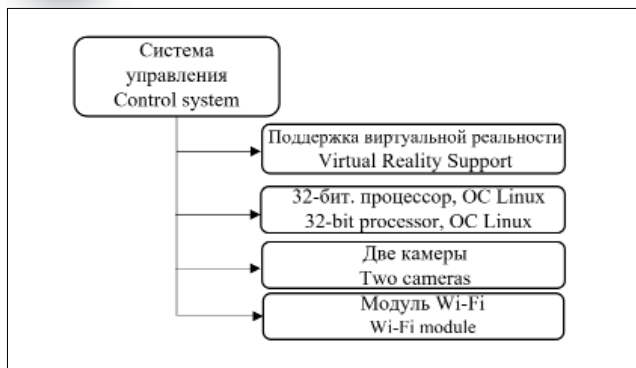 Система
управления
Control system
Поддержка виртуальной реальности
Virtual Reality Support
32-бит. процессор, ОС Linux
32-bit processor, OC Linux
Две камеры
Two cameras
Модуль Wi-Fi
Wi-Fi module